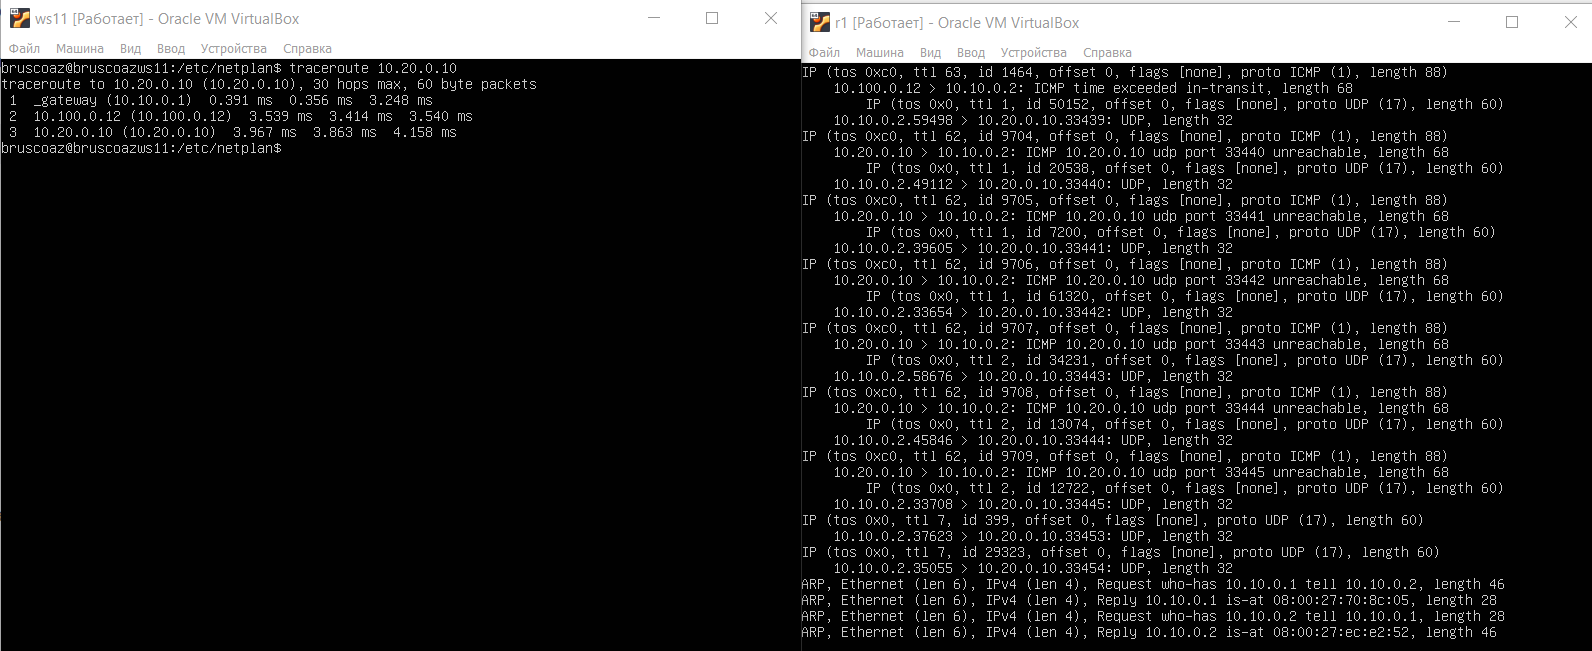 ws11 [Работает] - Oracle VM VirtualBox
Файл Машина Вид Ввод Устройства Справка
bruscoaz@bruscoazws11:/etc/netplan$ traceroute 10.20.0.10
traceroute to 10.20.0.10 (10.20.0.10), 30 hops max, 60 byte packets
1 _gateway (10.10.0.1) 0.391 ms 0.356 ms 3.248 ms
2 10.100.0.12 (10.100.0.12) 3.539 ms 3.414 ms 3.540 ms
3 10.20.0.10 (10.20.0.10) 3.967 ms 3.863 ms 4.158 ms
bruscoaz@bruscoazws11:/etc/netplan$
r1 [Работает] - Oracle VM VirtualBox
Файл Машина Вид Ввод Устройства Справка
IP (tos 0xc0, ttl 63, id 1464, offset 0, flags [none], proto ICMP (1), length 88)
10.100.0.12 > 10.10.0.2: ICMP time exceeded in-transit, length 68
IP (tos 0x0, ttl 1, id 50152, offset 0, flags [none], proto UDP (17), length 60)
10.10.0.2.59498 > 10.20.0.10.33439: UDP, length 32
IP (tos 0xc0, ttl 62, id 9704, offset 0, flags [none], proto ICMP (1), length 88)
10.20.0.10 > 10.10.0.2: ICMP 10.20.0.10 udp port 33440 unreachable, length 68
IP (tos 0x0, ttl 1, id 20538, offset 0, flags [none], proto UDP (17), length 60)
10.10.0.2.49112 > 10.20.0.10.33440: UDP, length 32
IP (tos 0xc0, ttl 62, id 9705, offset 0, flags [none], proto ICMP (1), length 88)
10.20.0.10 > 10.10.0.2: ICMP 10.20.0.10 udp port 33441 unreachable, length 68
IP (tos 0x0, ttl 1, id 7200, offset 0, flags [none], proto UDP (17), length 60)
10.10.0.2.39605 > 10.20.0.10.33441: UDP, length 32
IP (tos 0xc0, ttl 62, id 9706, offset 0, flags [none], proto ICMP (1), length 88)
10.20.0.10 > 10.10.0.2: ICMP 10.20.0.10 udp port 33442 unreachable, length 68
IP (tos 0x0, ttl 1, id 61320, offset 0, flags [none], proto UDP (17), length 60)
10.10.0.2.33654 > 10.20.0.10.33442: UDP, length 32
IP (tos 0xc0, ttl 62, id 9707, offset 0, flags [none], proto ICMP (1), length 88)
10.20.0.10 > 10.10.0.2: ICMP 10.20.0.10 udp port 33443 unreachable, length 68
IP (tos 0x0, ttl 2, id 34231, offset 0, flags [none], proto UDP (17), length 60)
10.10.0.2.58676 > 10.20.0.10.33443: UDP, length 32
IP (tos 0xc0, ttl 62, id 9708, offset 0, flags [none], proto ICMP (1), length 88)
10.20.0.10 > 10.10.0.2: ICMP 10.20.0.10 udp port 33444 unreachable, length 68
IP (tos 0x0, ttl 2, id 13074, offset 0, flags [none], proto UDP (17), length 60)
10.10.0.2.45846 > 10.20.0.10.33444: UDP, length 32
IP (tos 0xc0, ttl 62, id 9709, offset 0, flags [none], proto ICMP (1), length 88)
10.20.0.10 > 10.10.0.2: ICMP 10.20.0.10 udp port 33445 unreachable, length 68
IP (tos 0x0, ttl 2, id 12722, offset 0, flags [none], proto UDP (17), length 60)
10.10.0.2.33708 > 10.20.0.10.33445: UDP, length 32
IP (tos 0x0, ttl 7, id 399, offset 0, flags [none], proto UDP (17), length 60)
10.10.0.2.37623 > 10.20.0.10.33453: UDP, length 32
IP (tos 0x0, ttl 7, id 29323, offset 0, flags [none], proto UDP (17), length 60)
10.10.0.2.35055 > 10.20.0.10.33454: UDP, length 32
ARP, Ethernet (len 6), IPv4 (len 4), Request who-has 10.10.0.1 tell 10.10.0.2, length 46
ARP, Ethernet (len 6), IPv4 (len 4), Reply 10.10.0.1 is-at 08:00:27:70:8c:05, length 28
ARP, Ethernet (len 6), IPv4 (len 4), Request who-has 10.10.0.2 tell 10.10.0.1, length 28
ARP, Ethernet (len 6), IPv4 (len 4), Reply 10.10.0.2 is-at 08:00:27:ec:e2:52, length 46